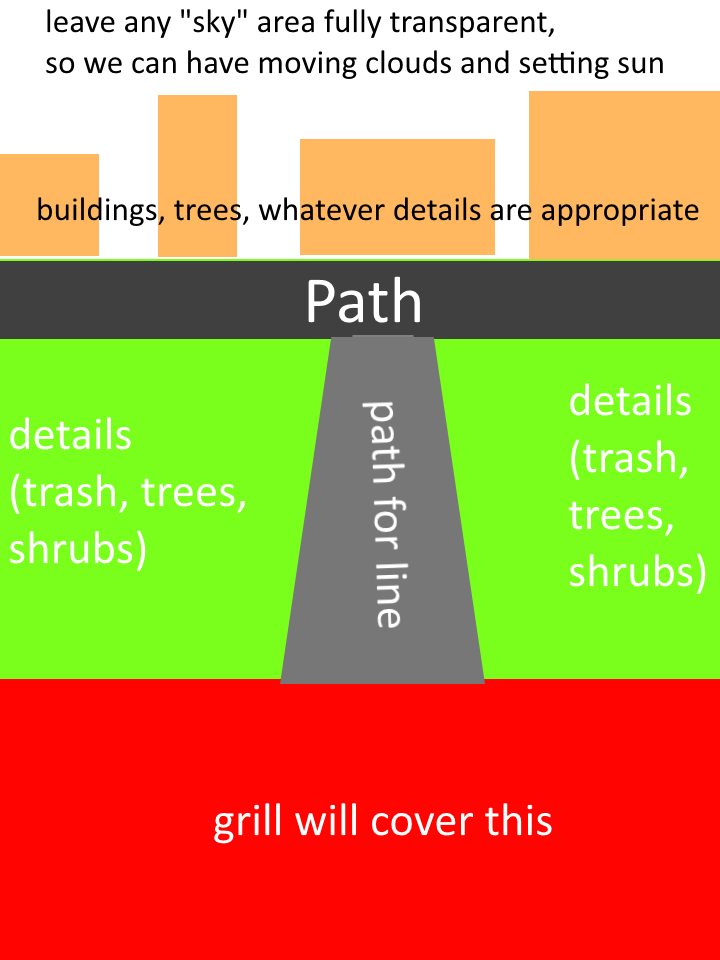 leave any "sky" area fully transparent,
so we can have moving clouds and setting sun
buildings, trees, whatever details are appropriate
Path
path for line
details
(trash, trees,
shrubs)
details
(trash,
trees,
shrubs)
grill will cover this